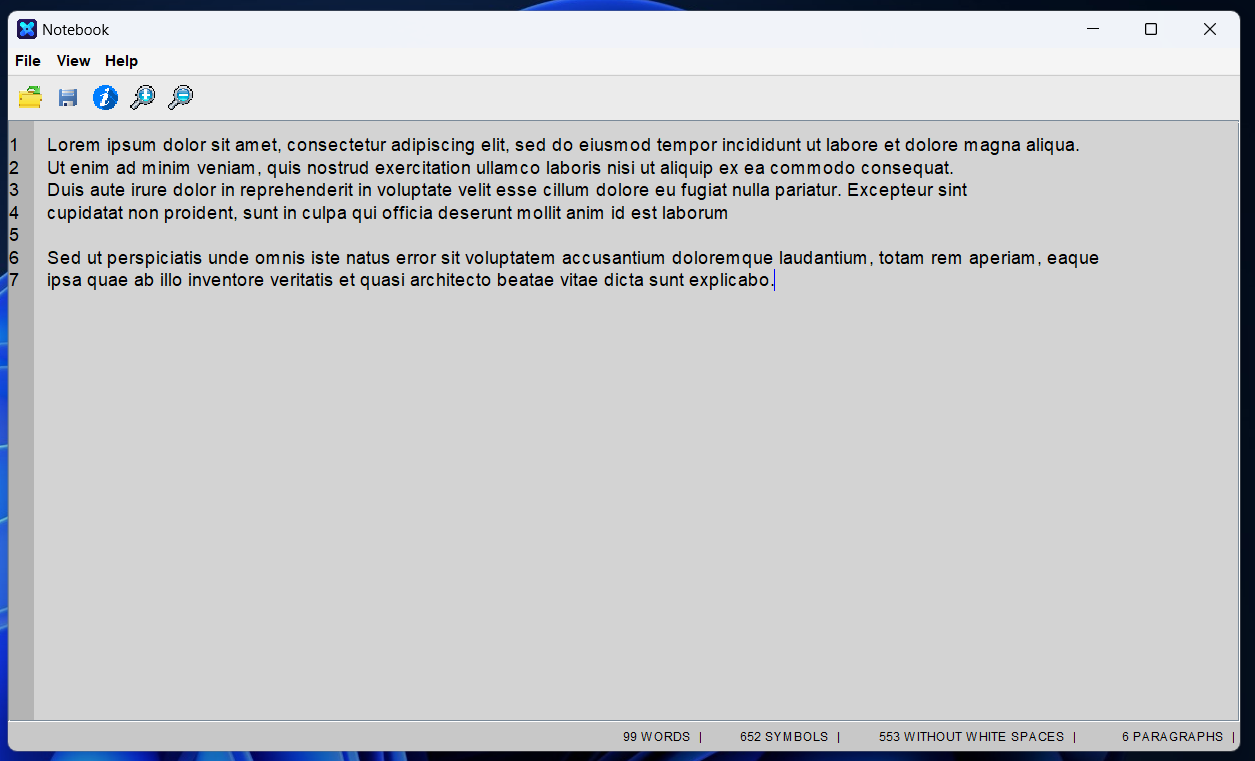 Notebook
File View Help
1 Lorem ipsum dolor sit amet, consectetur adipiscing elit, sed do eiusmod tempor incididunt ut labore et dolore magna aliqua.
2 Ut enim ad minim veniam, quis nostrud exercitation ullamco laboris nisi ut aliquip ex ea commodo consequat.
3 Duis aute irure dolor in reprehenderit in voluptate velit esse cillum dolore eu fugiat nulla pariatur. Excepteur sint
4 cupidatat non proident, sunt in culpa qui officia deserunt mollit anim id est laborum
5
6 Sed ut perspiciatis unde omnis iste natus error sit voluptatem accusantium doloremque laudantium, totam rem aperiam, eaque
7 ipsa quae ab illo inventore veritatis et quasi architecto beatae vitae dicta sunt explicabo.
99 WORDS | 652 SYMBOLS | 553 WITHOUT WHITE SPACES | 6 PARAGRAPHS |